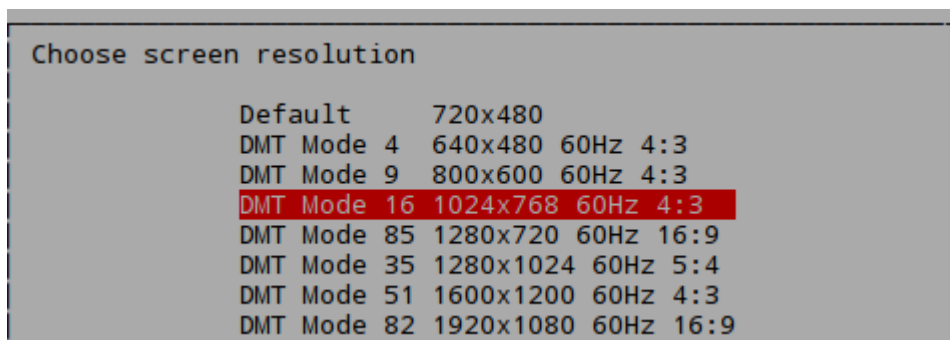 Choose screen resolution
Default 720x480
DMT Mode 4 640x480 60Hz 4:3
DMT Mode 9 800x600 60Hz 4:3
DMT Mode 16 1024x768 60Hz 4:3
DMT Mode 85 1280x720 60Hz 16:9
DMT Mode 35 1280x1024 60Hz 5:4
DMT Mode 51 1600x1200 60Hz 4:3
DMT Mode 82 1920x1080 60Hz 16:9